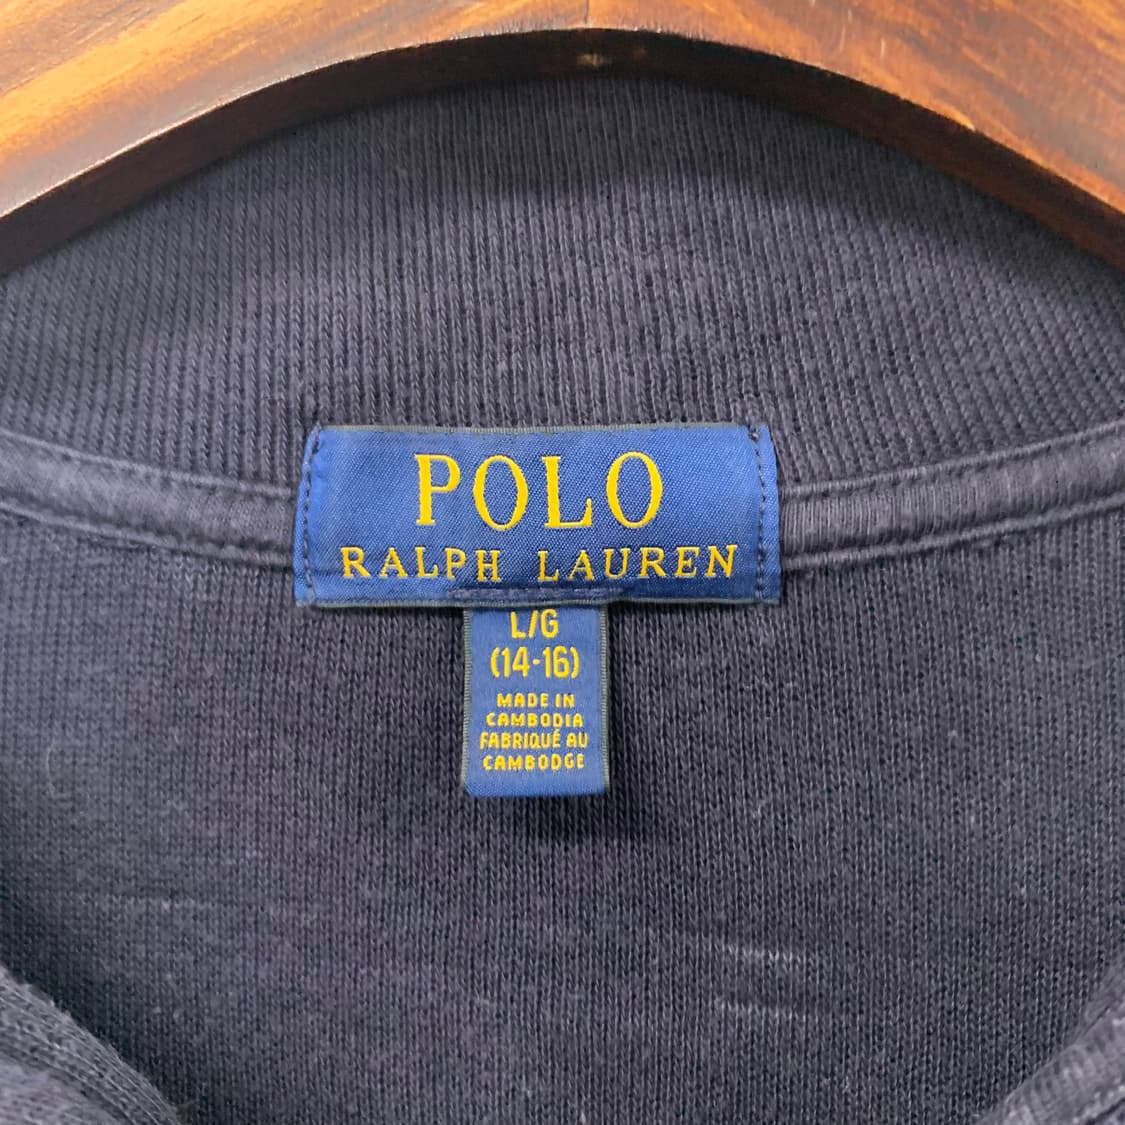 POLO
RALPH LAUREN
L/G
(14-16)
MADE IN
CAMBODIA
FABRIQUÉ AU
CAMBODGE